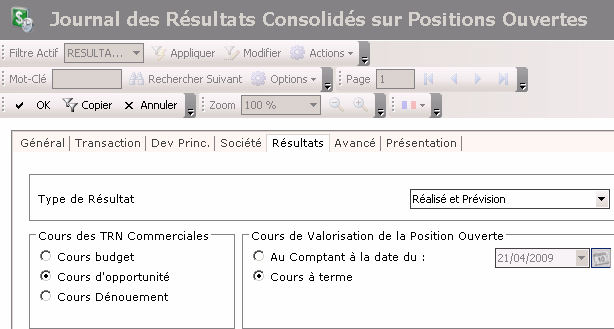 Journal des Résultats Consolidés sur Positions Ouvertes
Filtre Actif RESULTA... Appliquer Modifier Actions
Mot-Clé Rechercher Suivant Options Page 1
OK Copier Annuler Zoom 100 %
Général Transaction Dev Princ. Société Résultats Avancé Présentation
Type de Résultat Réalisé et Prévision
Cours des TRN Commerciales Cours de Valorisation de la Position Ouverte
Cours budget Au Comptant à la date du : 21/04/2009
Cours d'opportunité Cours à terme
Cours Dénouement